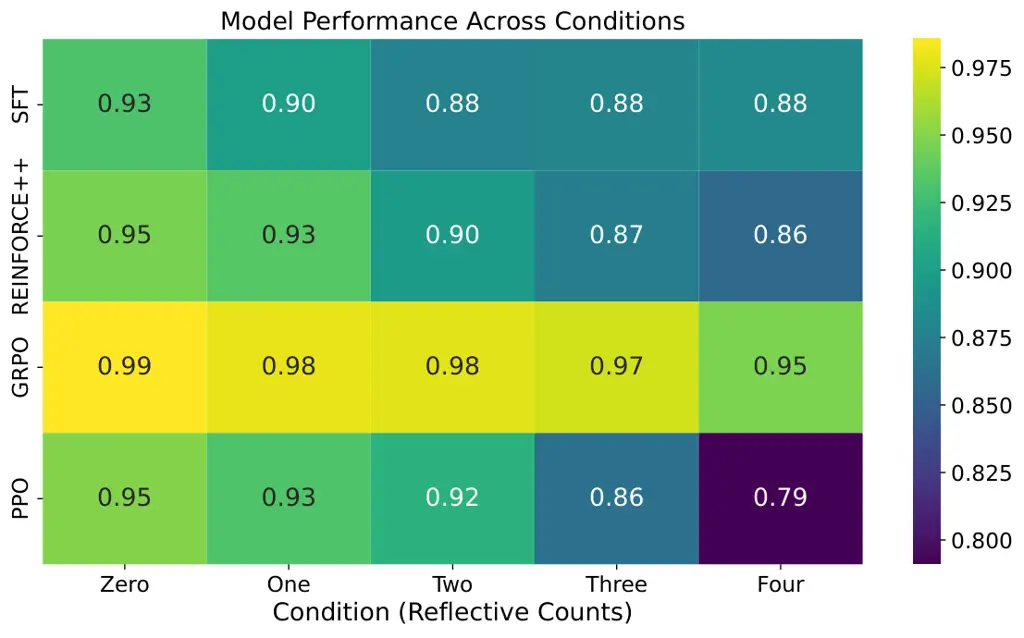 Model Performance Across Conditions
SFT
0.93 0.90 0.88 0.88 0.88
REINFORCE++
0.95 0.93 0.90 0.87 0.86
GRPO
0.99 0.98 0.98 0.97 0.95
PPO
0.95 0.93 0.92 0.86 0.79
Zero One Two Three Four
Condition (Reflective Counts)
0.975
0.950
0.925
0.900
0.875
0.850
0.825
0.800